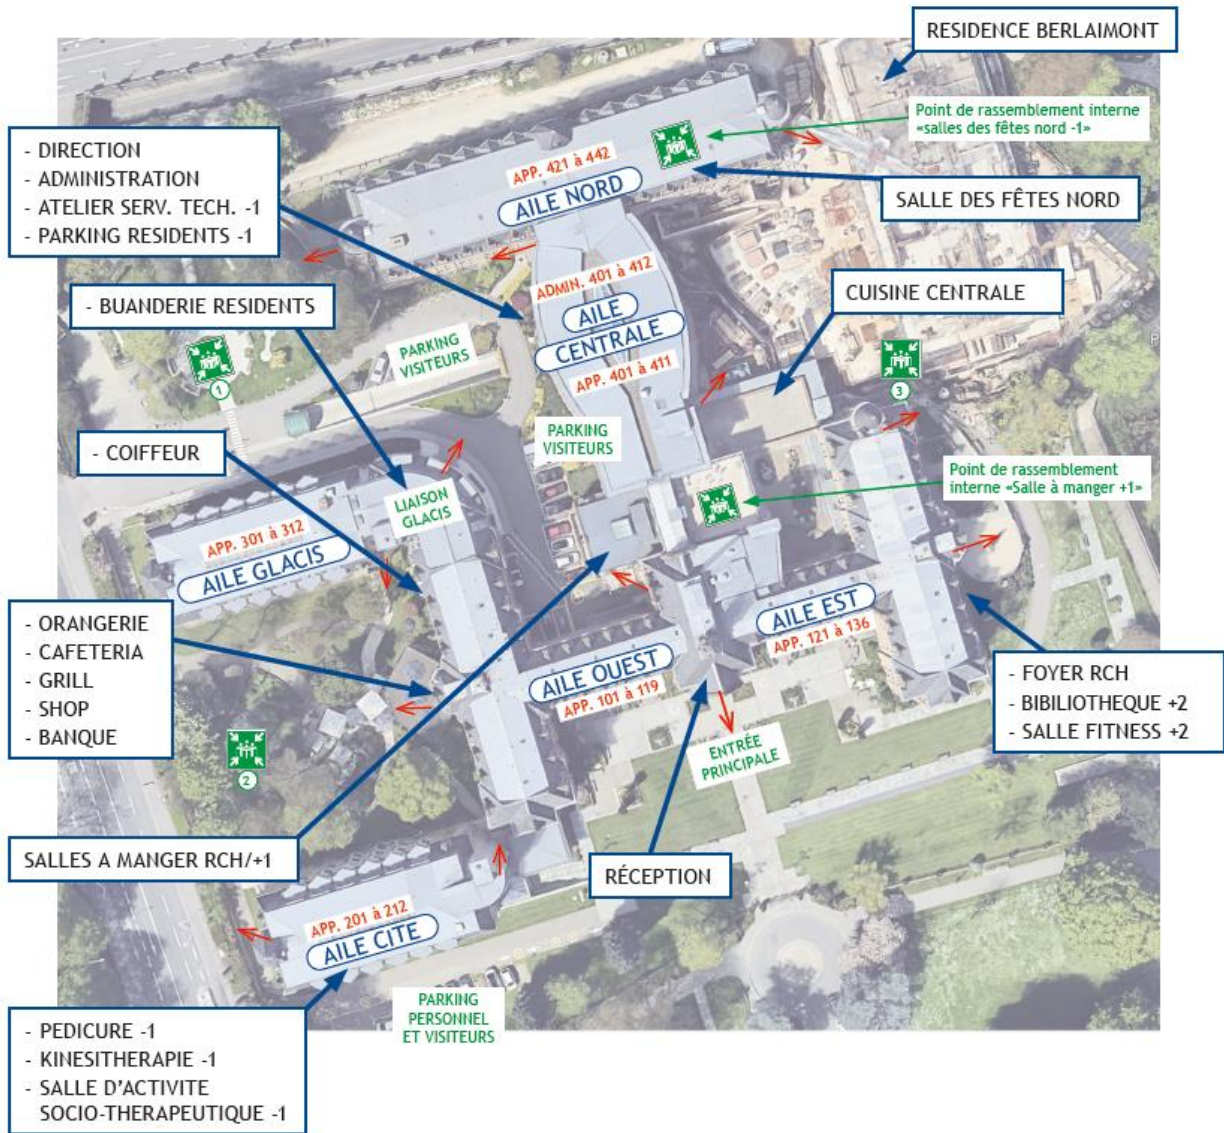 RESIDENCE BERLAIMONT
Point de rassemblement interne
«salles des fêtes nord -1»
- DIRECTION
- ADMINISTRATION
- ATELIER SERV. TECH. -1
- PARKING RESIDENTS -1
APP. 421 à 442
AILE NORD
SALLE DES FÊTES NORD
- BUANDERIE RESIDENTS
ADMIN. 401 à 412
AILE
CENTRALE
APP. 401 à 411
CUISINE CENTRALE
PARKING
VISITEURS
1
3
- COIFFEUR
PARKING
VISITEURS
LIAISON
GLACIS
Point de rassemblement
interne «Salle à manger +1»
APP. 301 à 312
AILE GLACIS
- ORANGERIE
- CAFETERIA
- GRILL
- SHOP
- BANQUE
AILE EST
APP. 121 à 136
AILE OUEST
APP. 101 à 119
- FOYER RCH
- BIBILIOTHEQUE +2
- SALLE FITNESS +2
ENTRÉE
PRINCIPALE
2
SALLES A MANGER RCH/+1
RÉCEPTION
APP. 201 à 212
AILE CITE
PARKING
PERSONNEL
ET VISITEURS
- PEDICURE -1
- KINESITHERAPIE -1
- SALLE D'ACTIVITE
SOCIO-THERAPEUTIQUE -1
P